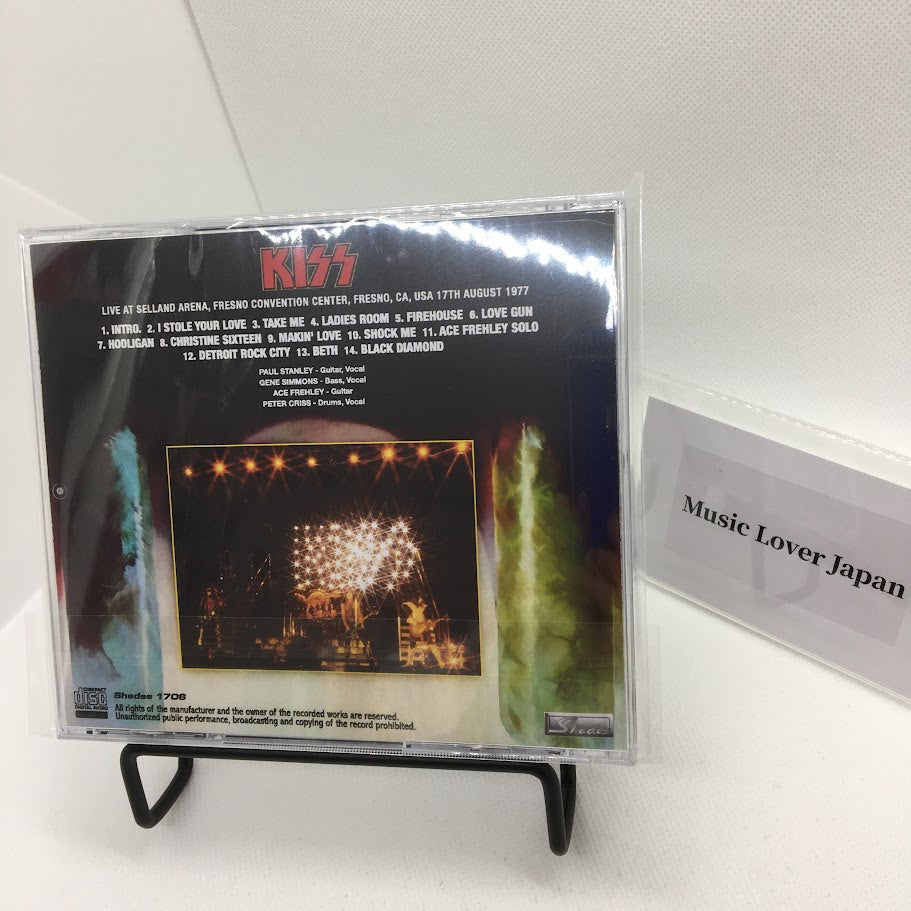 KISS
LIVE AT SELLAND ARENA, FRESNO CONVENTION CENTER, FRESNO, CA, USA 17TH AUGUST 1977
1. INTRO. 2. I STOLE YOUR LOVE 3. TAKE ME 4. LADIES ROOM 5. FIREHOUSE 6. LOVE GUN
7. HOOLIGAN 8. CHRISTINE SIXTEEN 9. MAKIN' LOVE 10. SHOCK ME 11. ACE FREHLEY SOLO
12. DETROIT ROCK CITY 13. BETH 14. BLACK DIAMOND
PAUL STANLEY - Guitar, Vocal
GENE SIMMONS - Bass, Vocal
ACE FREHLEY - Guitar
PETER CRISS - Drums, Vocal
Music Lover Japan
COMPACT
disc
DIGITAL AUDIO
Shades 1706
All rights of the manufacturer and the owner of the recorded works are reserved.
Unauthorized public performance, broadcasting and copying of the record prohibited.
Shades